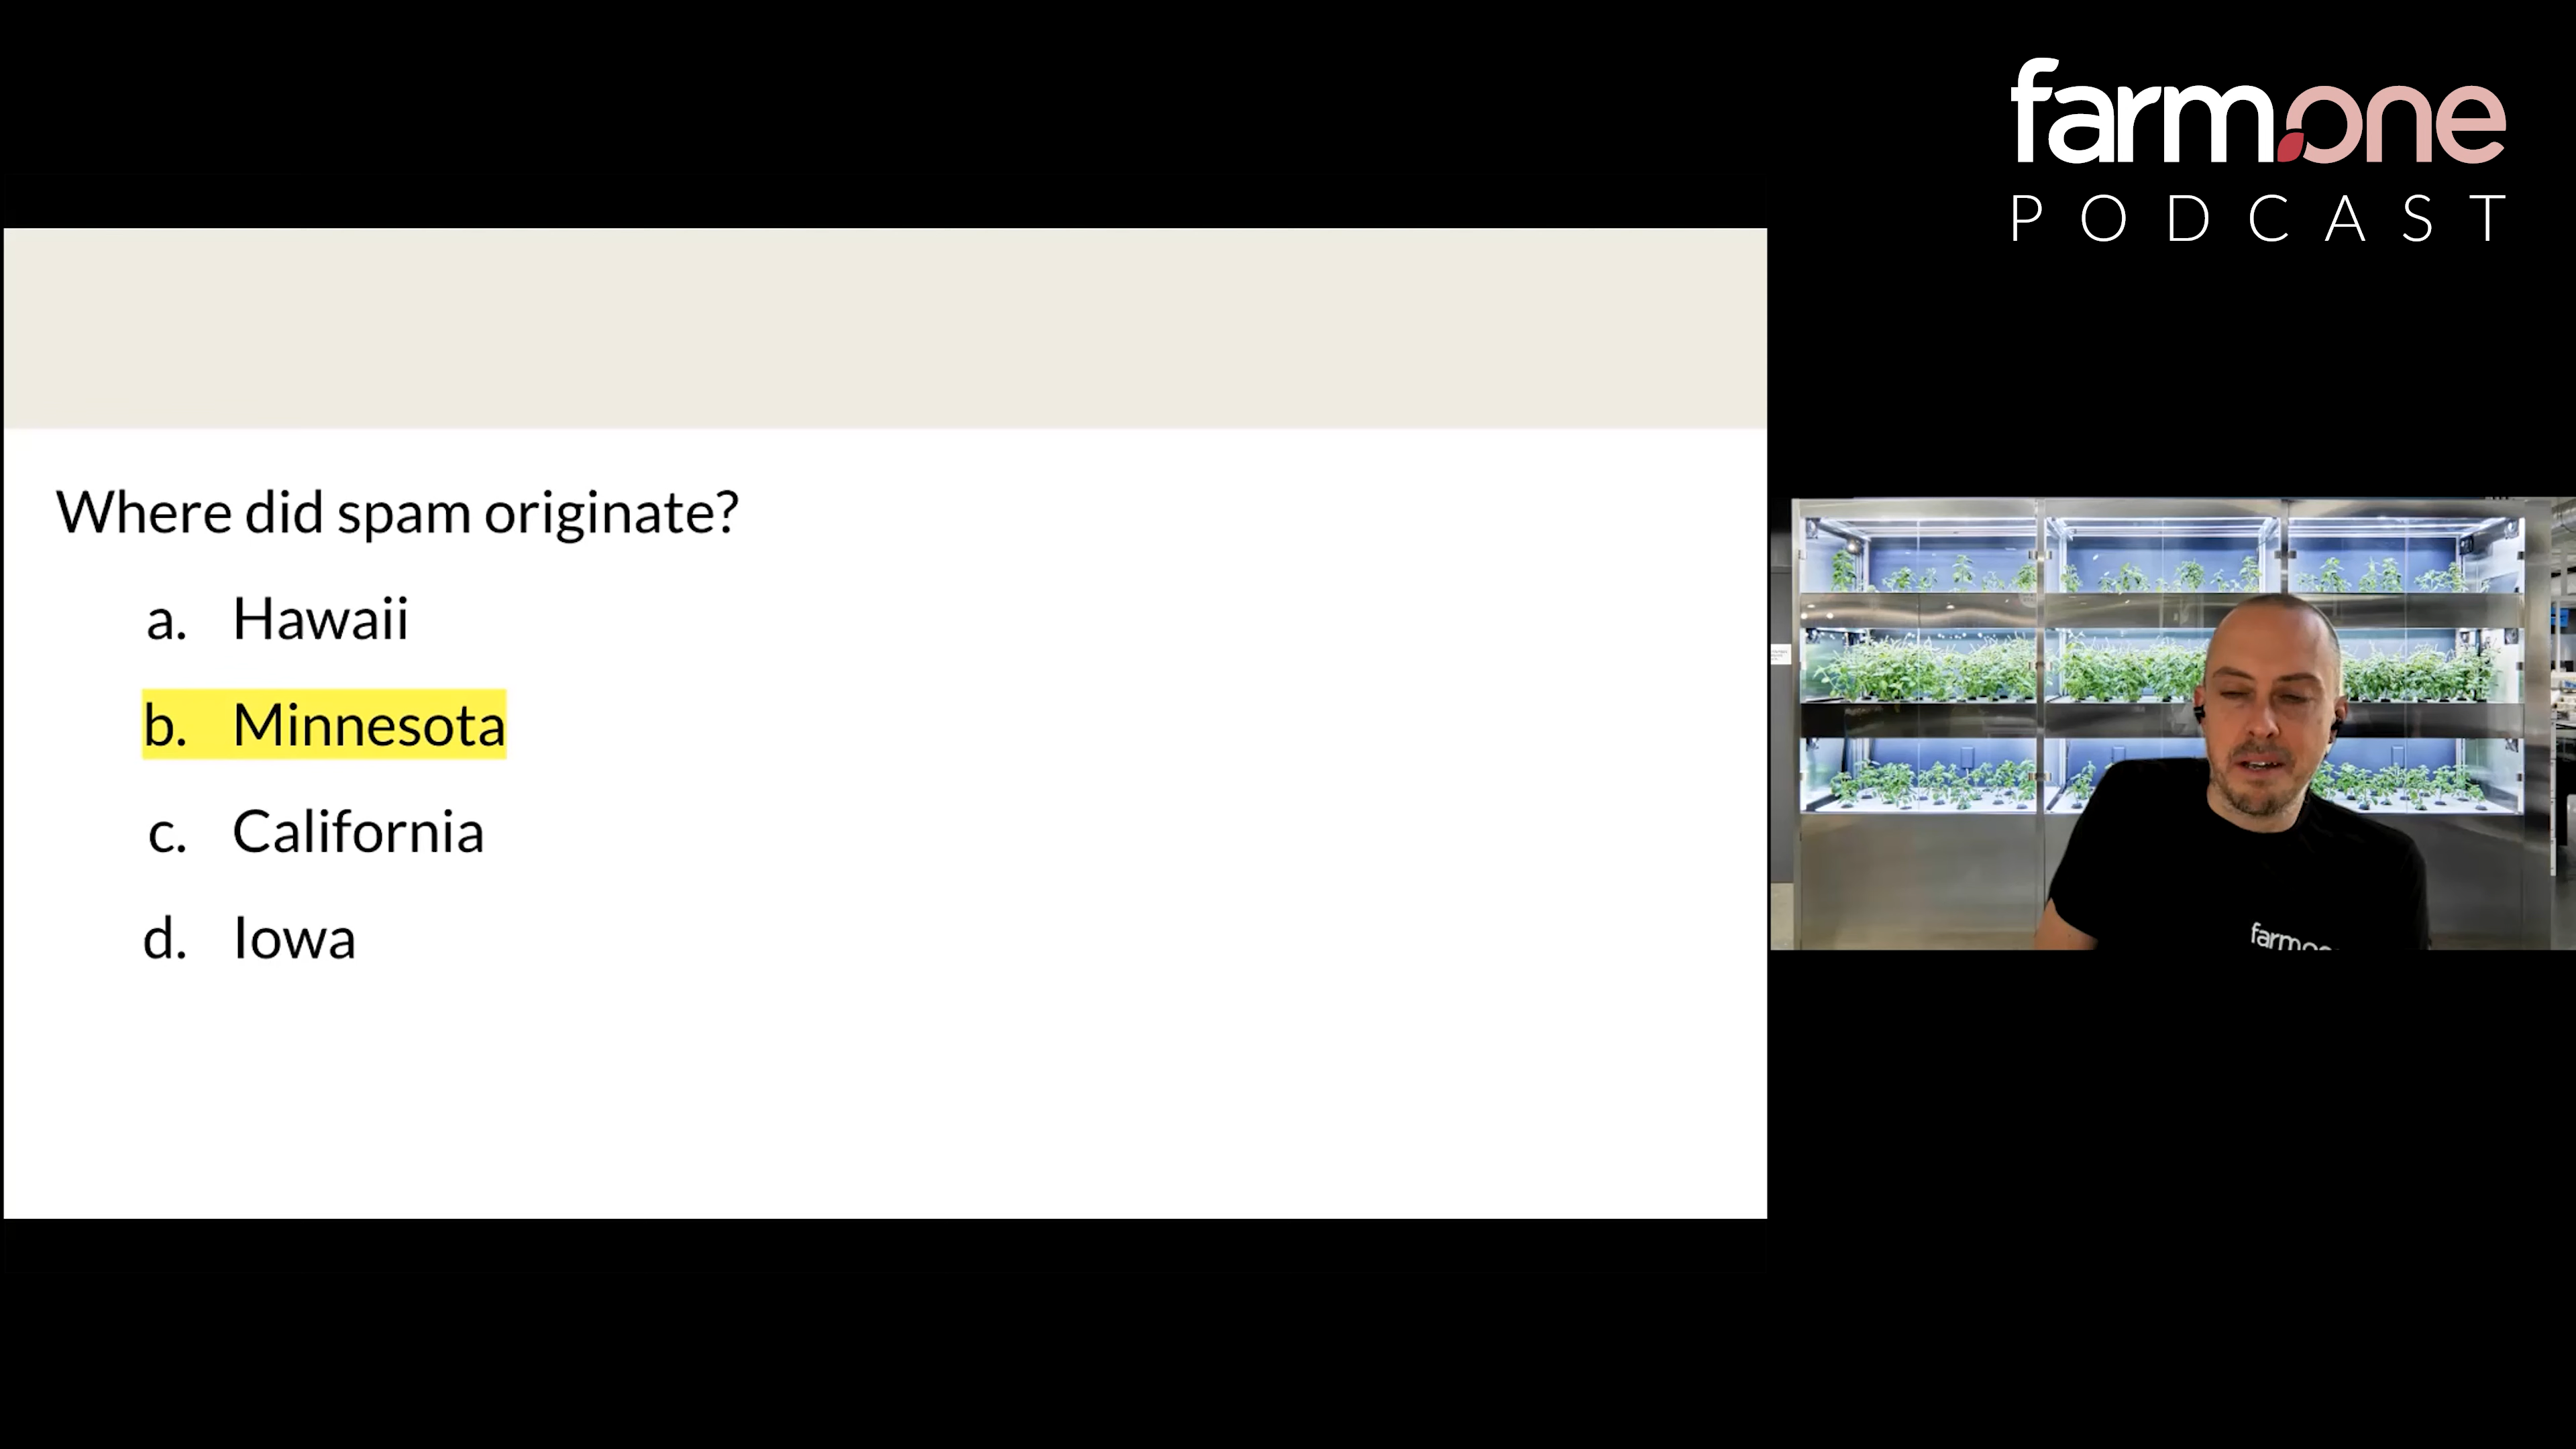 farm.one
PODCAST
Where did spam originate?
a. Hawaii
b. Minnesota
c. California
d. Iowa